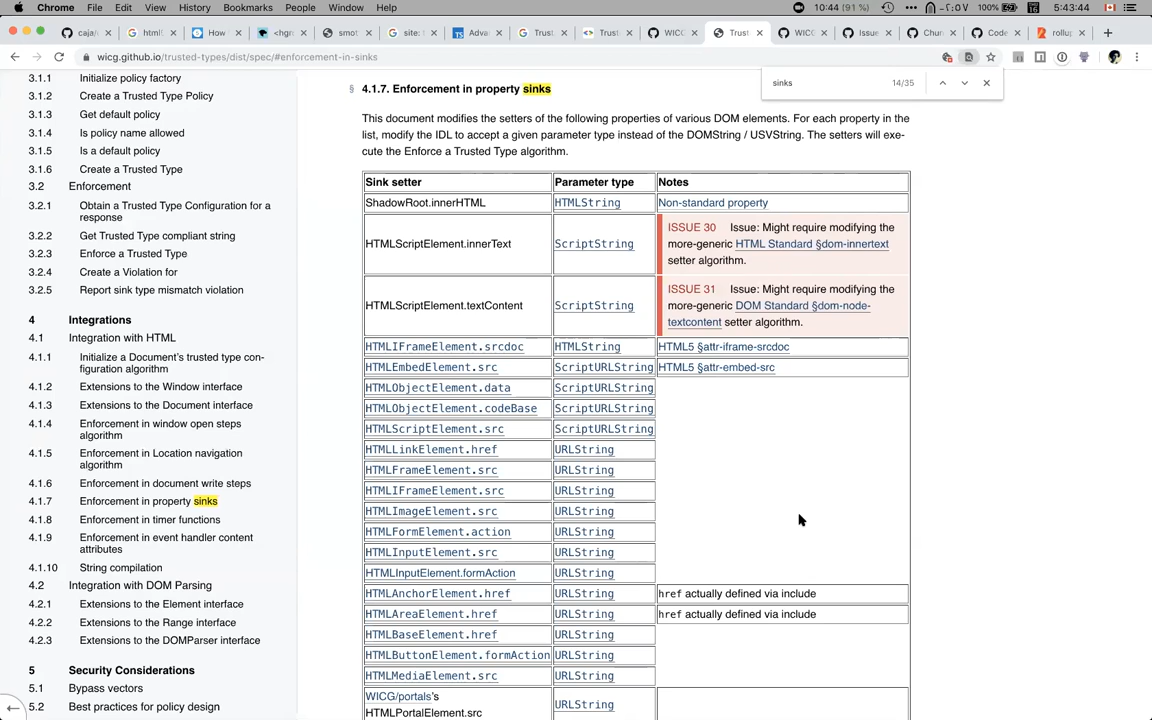 Chrome File Edit View History Bookmarks People Window Help 10:44 (91 %) 100% 5:43:44
caja/ html! How <hgn smot site: Adva Trust Trust WICG Trust WICG Issue Chur Code rollup
wicg.github.io/trusted-types/dist/spec/#enforcement-in-sinks
sinks 14/35
3.1.1 Initialize policy factory
3.1.2 Create a Trusted Type Policy
3.1.3 Get default policy
3.1.4 Is policy name allowed
3.1.5 Is a default policy
3.1.6 Create a Trusted Type
3.2 Enforcement
3.2.1 Obtain a Trusted Type Configuration for a
response
3.2.2 Get Trusted Type compliant string
3.2.3 Enforce a Trusted Type
3.2.4 Create a Violation for
3.2.5 Report sink type mismatch violation
4 Integrations
4.1 Integration with HTML
4.1.1 Initialize a Document's trusted type con-
figuration algorithm
4.1.2 Extensions to the Window interface
4.1.3 Extensions to the Document interface
4.1.4 Enforcement in window open steps
algorithm
4.1.5 Enforcement in Location navigation
algorithm
4.1.6 Enforcement in document write steps
4.1.7 Enforcement in property sinks
4.1.8 Enforcement in timer functions
4.1.9 Enforcement in event handler content
attributes
4.1.10 String compilation
4.2 Integration with DOM Parsing
4.2.1 Extensions to the Element interface
4.2.2 Extensions to the Range interface
4.2.3 Extensions to the DOMParser interface
5 Security Considerations
5.1 Bypass vectors
5.2 Best practices for policy design
§ 4.1.7. Enforcement in property sinks
This document modifies the setters of the following properties of various DOM elements. For each property in the
list, modify the IDL to accept a given parameter type instead of the DOMString / USVString. The setters will exe-
cute the Enforce a Trusted Type algorithm.
Sink setter Parameter type Notes
ShadowRoot.innerHTML HTMLString Non-standard property
HTMLScriptElement.innerText ScriptString ISSUE 30 Issue: Might require modifying the
more-generic HTML Standard §dom-innertext
setter algorithm.
HTMLScriptElement.textContent ScriptString ISSUE 31 Issue: Might require modifying the
more-generic DOM Standard §dom-node-
textcontent setter algorithm.
HTMLIFrameElement.srcdoc HTMLString HTML5 §attr-iframe-srcdoc
HTMLEmbedElement.src ScriptURLString HTML5 §attr-embed-src
HTMLObjectElement.data ScriptURLString
HTMLObjectElement.codeBase ScriptURLString
HTMLScriptElement.src ScriptURLString
HTMLLinkElement.href URLString
HTMLFrameElement.src URLString
HTMLIFrameElement.src URLString
HTMLImageElement.src URLString
HTMLFormElement.action URLString
HTMLInputElement.src URLString
HTMLInputElement.formAction URLString
HTMLAnchorElement.href URLString href actually defined via include
HTMLAreaElement.href URLString href actually defined via include
HTMLBaseElement.href URLString
HTMLButtonElement.formAction URLString
HTMLMediaElement.src URLString
WICG/portals's
HTMLPortalElement.src URLString